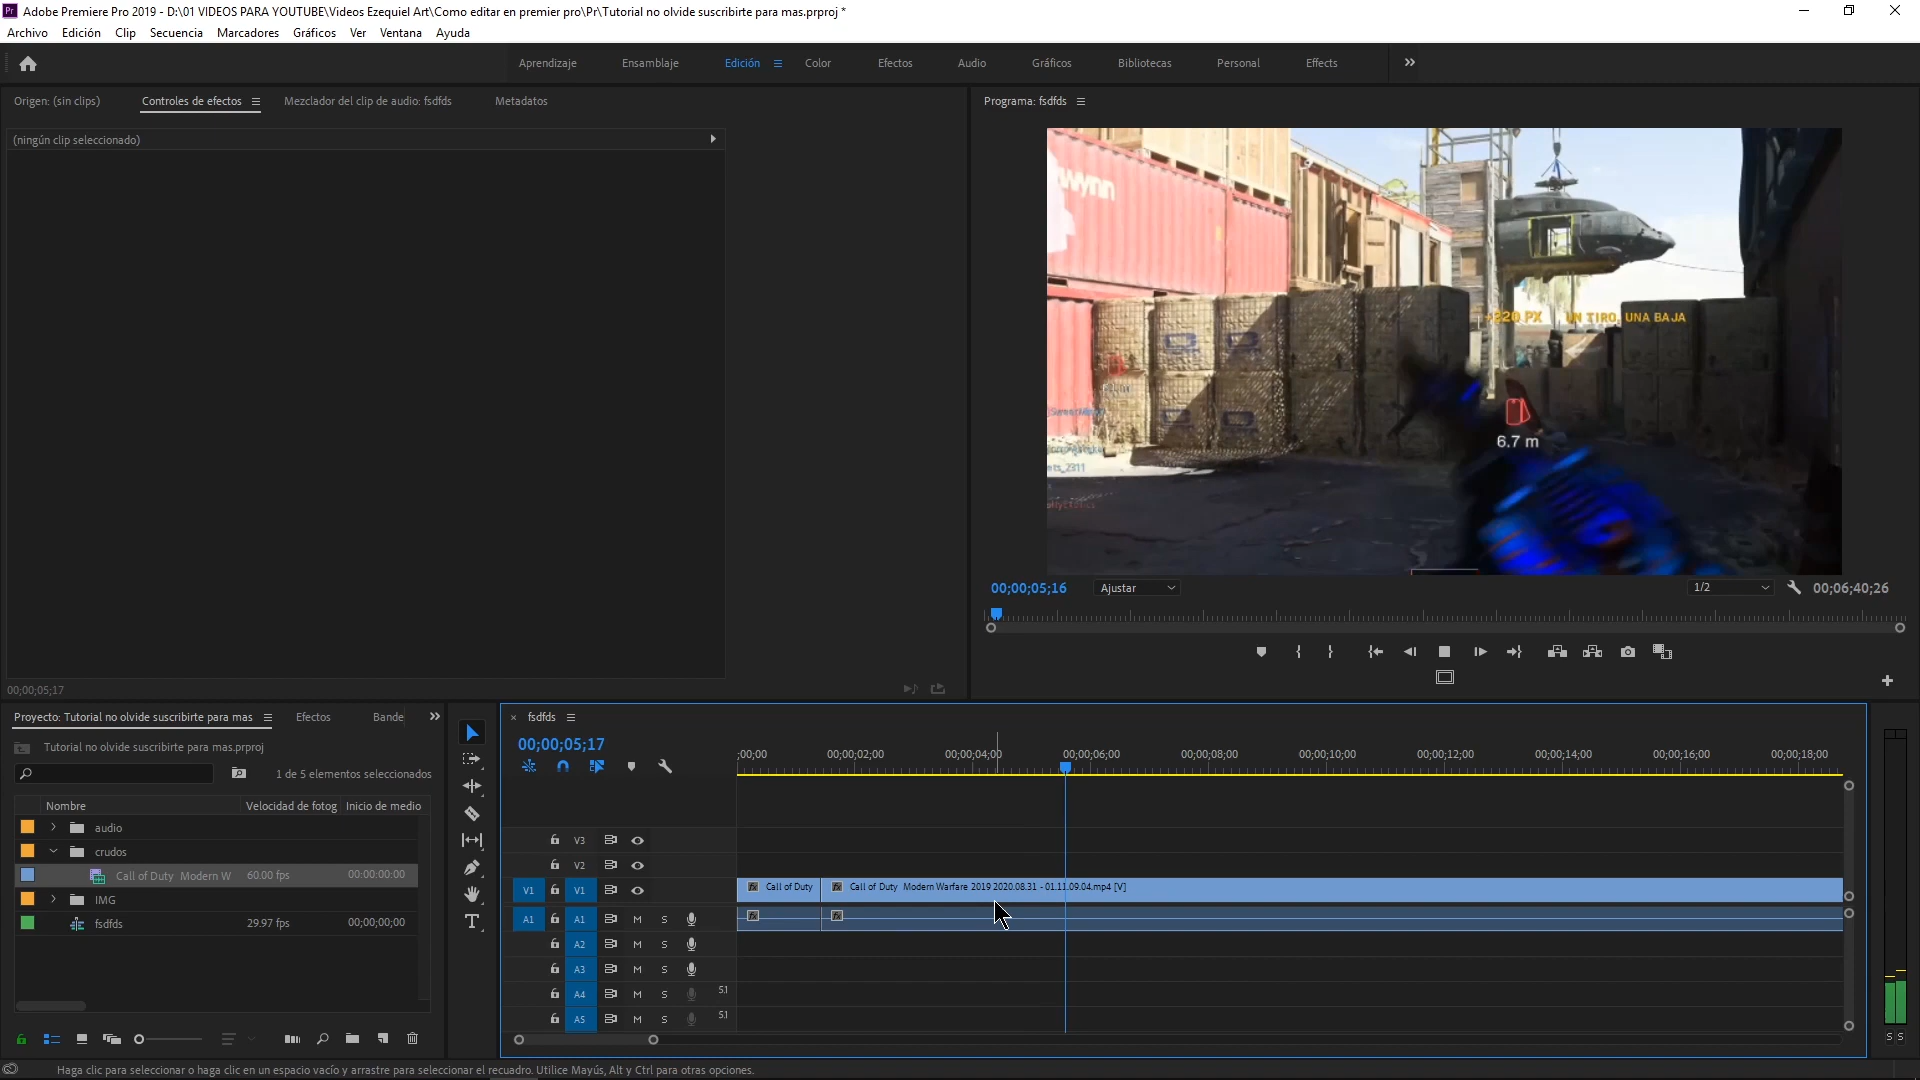 Adobe Premiere Pro 2019 - D:\01 VIDEOS PARA YOUTUBE\Videos Ezequiel Art\Como editar en premier pro\Pr\Tutorial no olvide suscribirte para mas.prproj *
Archivo Edición Clip Secuencia Marcadores Gráficos Ver Ventana Ayuda
Aprendizaje Ensamblaje Edición Color Efectos Audio Gráficos Bibliotecas Personal Effects
Origen: (sin clips) Controles de efectos Mezclador del clip de audio: fsdfds Metadatos
Programa: fsdfds
(ningún clip seleccionado)
+220 PX UN TIRO, UNA BAJA
6.7 m
00;00;05;16 Ajustar 1/2 00;06;40;26
00;00;05;17
Proyecto: Tutorial no olvide suscribirte para mas Efectos Bande
Tutorial no olvide suscribirte para mas.prproj
1 de 5 elementos seleccionados
Nombre Velocidad de fotog Inicio de medio
audio
crudos
Call of Duty Modern W 60.00 fps 00:00:00:00
IMG
fsdfds 29.97 fps 00;00;00;00
fsdfds
00;00;05;17
;00;00 00;00;02;00 00;00;04;00 00;00;06;00 00;00;08;00 00;00;10;00 00;00;12;00 00;00;14;00 00;00;16;00 00;00;18;00
V3
V2
V1 V1 fx Call of Duty fx Call of Duty Modern Warfare 2019 2020.08.31 - 01.11.09.04.mp4 [V]
A1 A1 M S fx fx
A2 M S
A3 M S
A4 M S 5.1
A5 M S 5.1
S S
Haga clic para seleccionar o haga clic en un espacio vacío y arrastre para seleccionar el recuadro. Utilice Mayús, Alt y Ctrl para otras opciones.